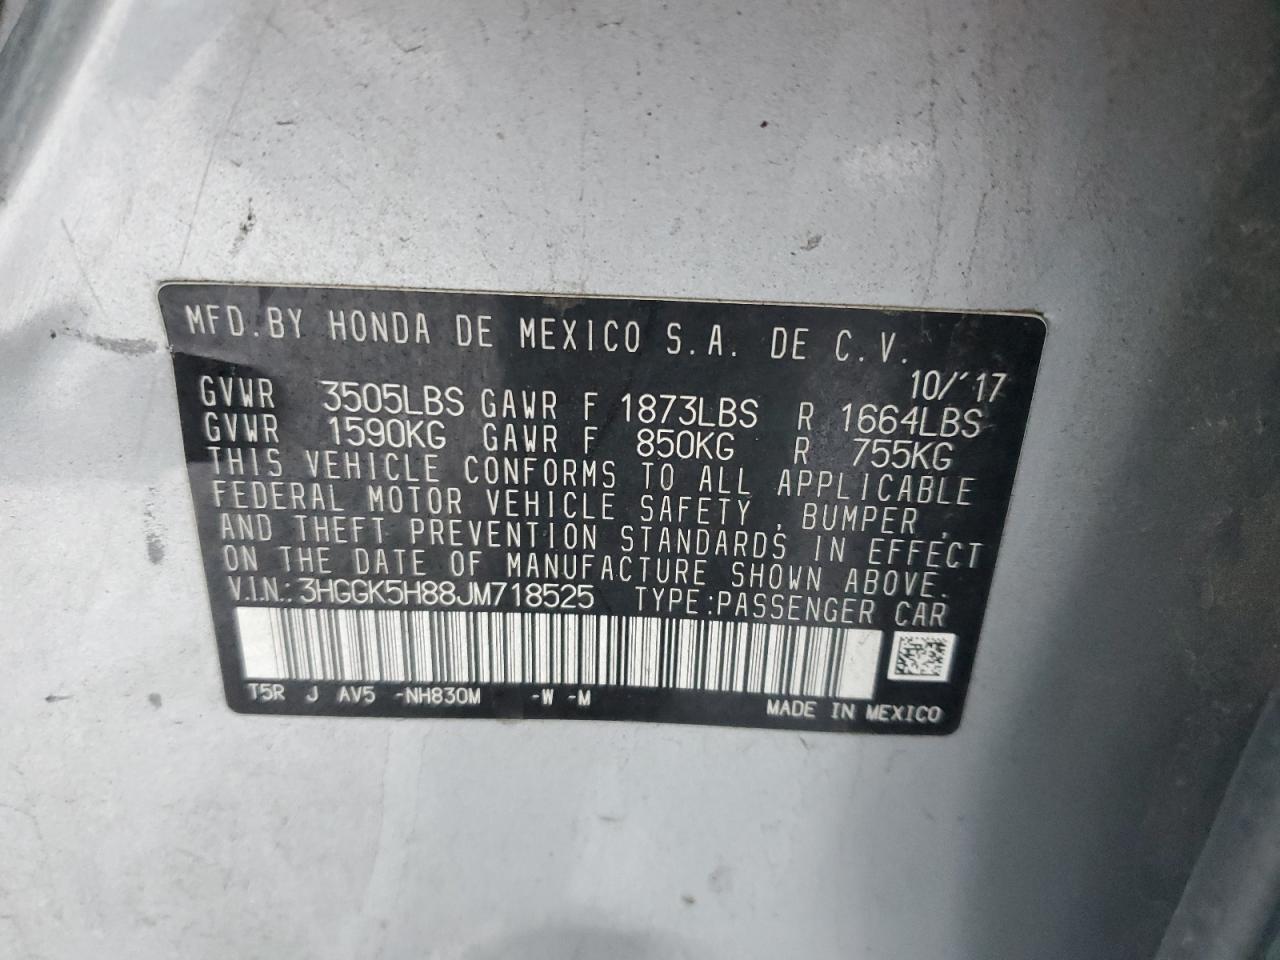 MFD.BY HONDA DE MEXICO S.A. DE C.V.
10/'17
GVWR 3505LBS GAWR F 1873LBS R 1664LBS
GVWR 1590KG GAWR F 850KG R 755KG
THIS VEHICLE CONFORMS TO ALL APPLICABLE
FEDERAL MOTOR VEHICLE SAFETY , BUMPER ,
AND THEFT PREVENTION STANDARDS IN EFFECT
ON THE DATE OF MANUFACTURE SHOWN ABOVE.
V.I.N.: 3HGGK5H88JM718525 TYPE:PASSENGER CAR
T5R J AV5 -NH830M -W -M
MADE IN MEXICO